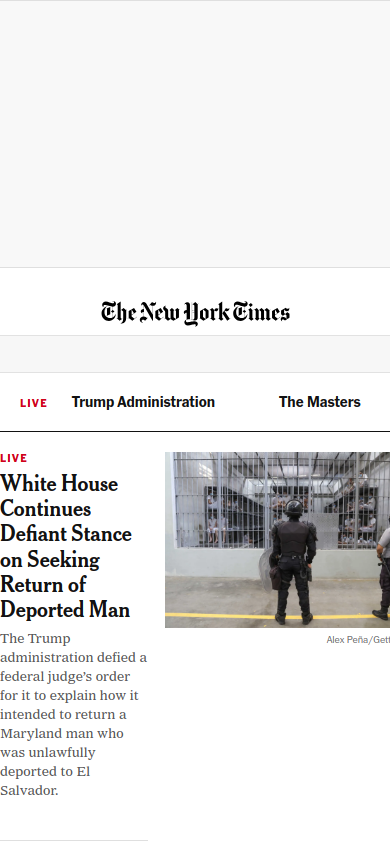 The New York Times
LIVE Trump Administration The Masters
LIVE
White House
Continues
Defiant Stance
on Seeking
Return of
Deported Man
The Trump
administration defied a
federal judge’s order
for it to explain how it
intended to return a
Maryland man who
was unlawfully
deported to El
Salvador.
Alex Peña/Gett